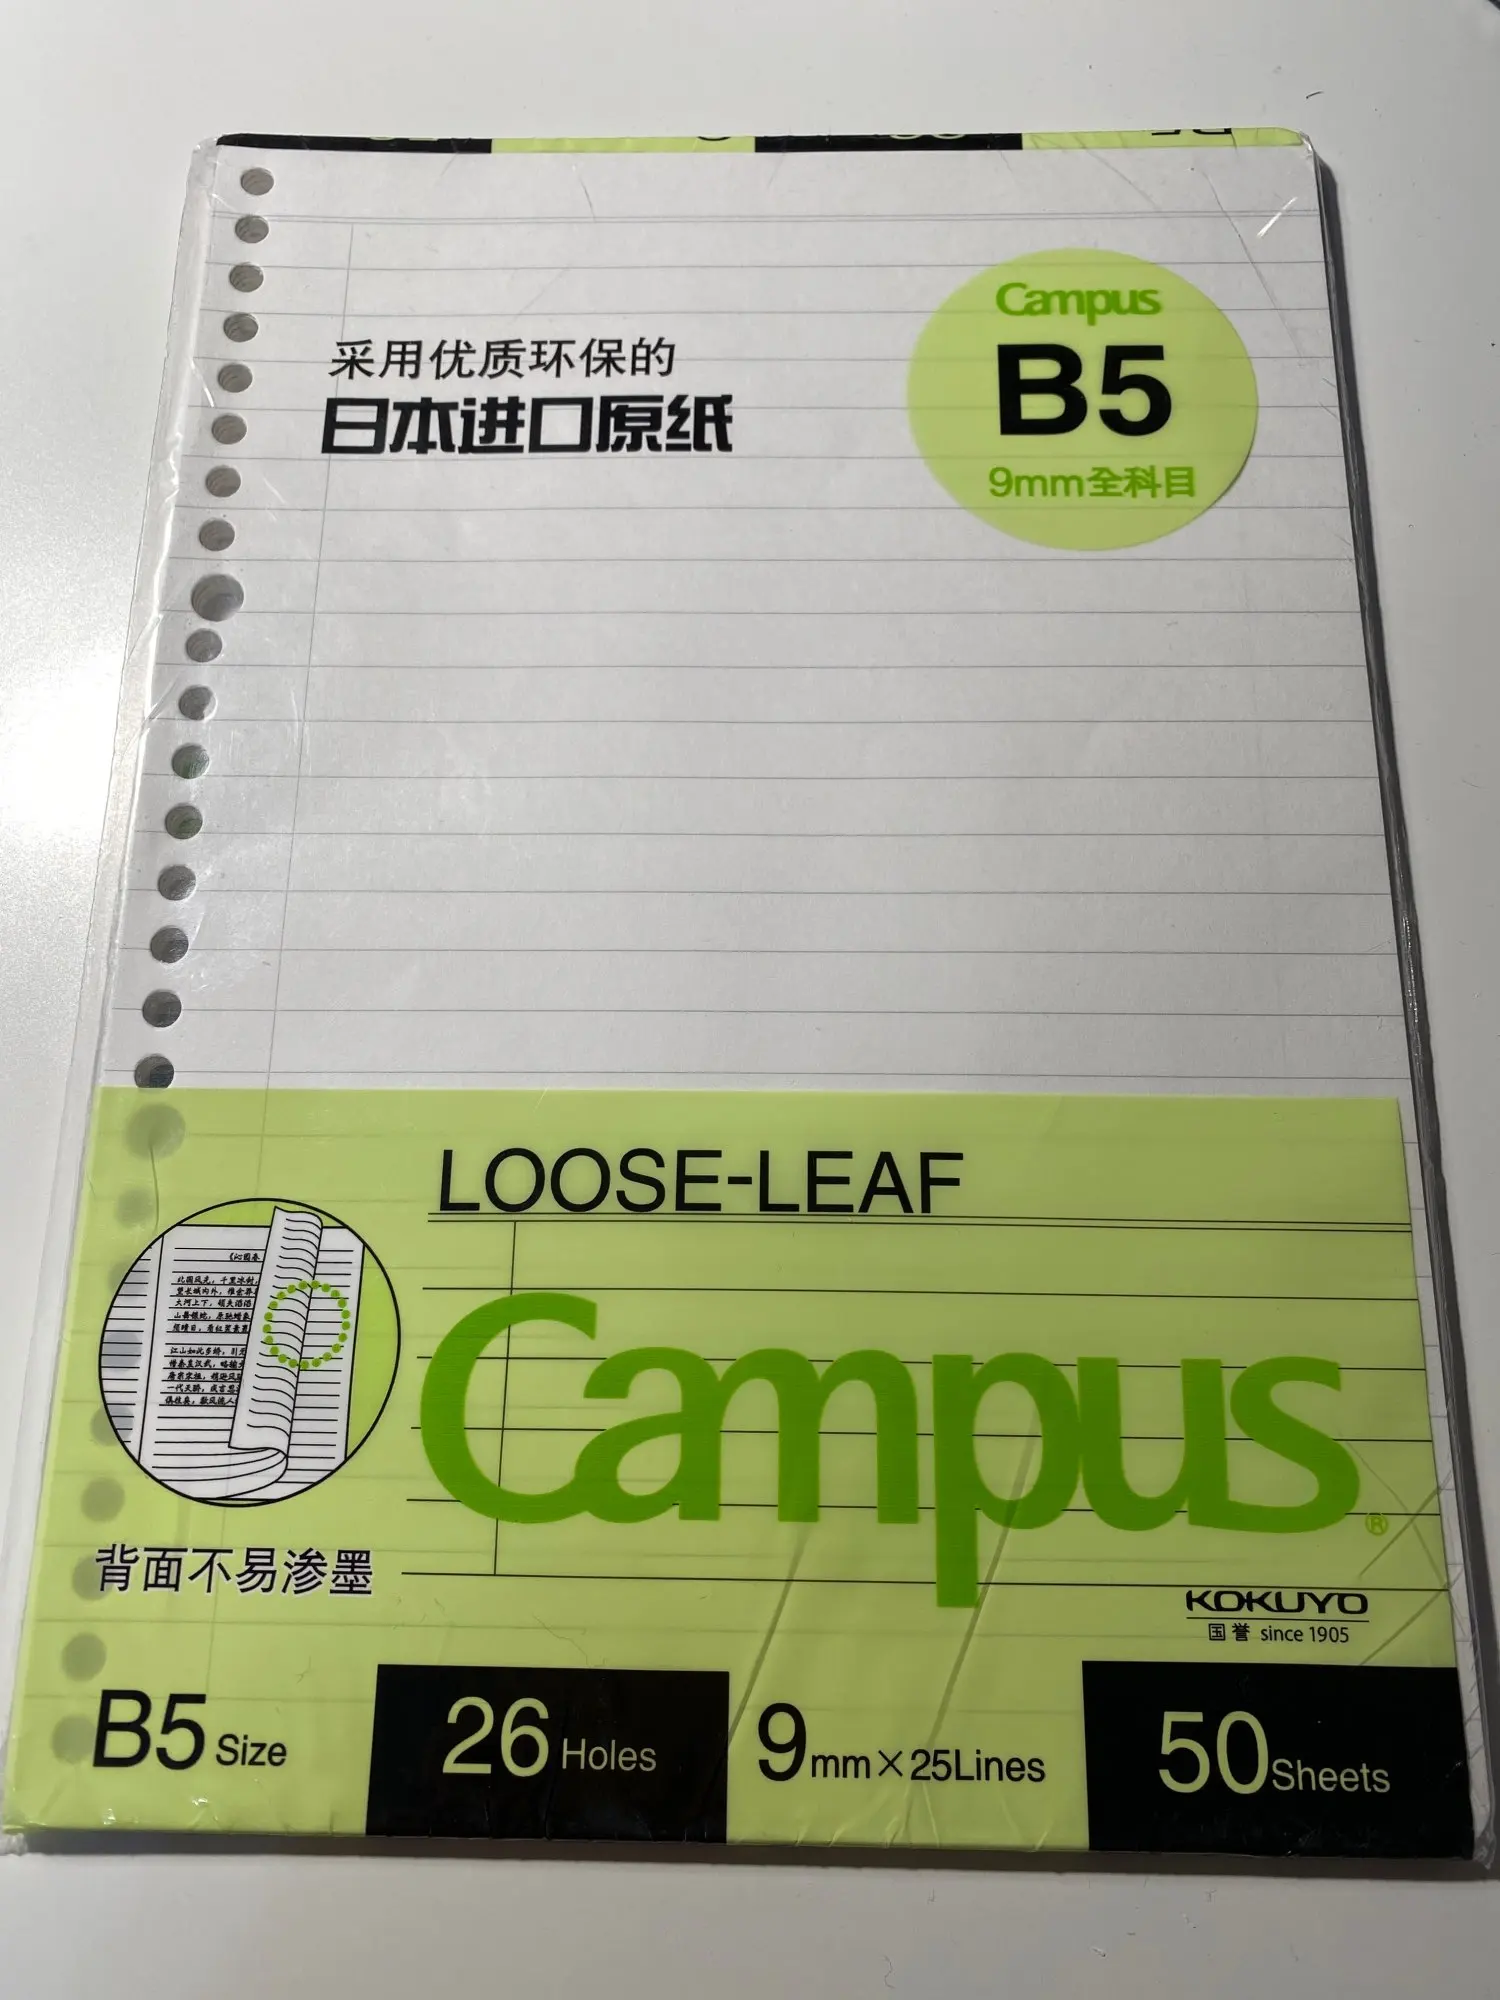 采用优质环保的
日本进口原纸
Campus
B5
9mm全科目
LOOSE-LEAF
Campus®
背面不易渗墨
KOKUYO
国誉 since 1905
B5 Size
26 Holes
9mm×25Lines
50Sheets